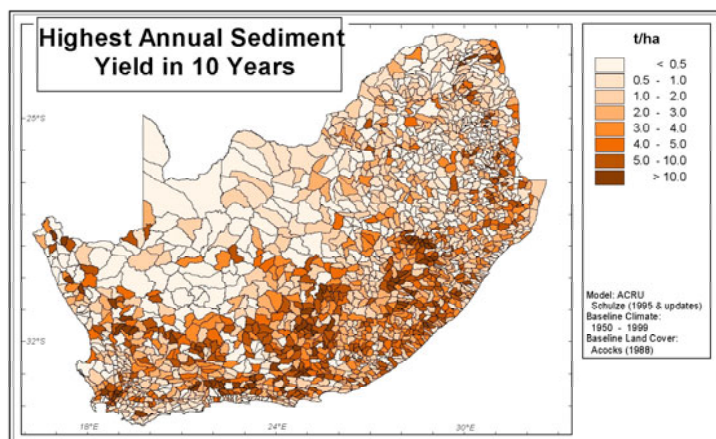 Highest Annual Sediment
Yield in 10 Years
t/ha
< 0.5
0.5 - 1.0
1.0 - 2.0
2.0 - 3.0
3.0 - 4.0
4.0 - 5.0
5.0 - 10.0
> 10.0
25°S
32°S
18°E
24°E
30°E
Model: ACRU
Schulze (1995 & updates)
Baseline Climate:
1950 - 1999
Baseline Land Cover:
Acocks (1988)